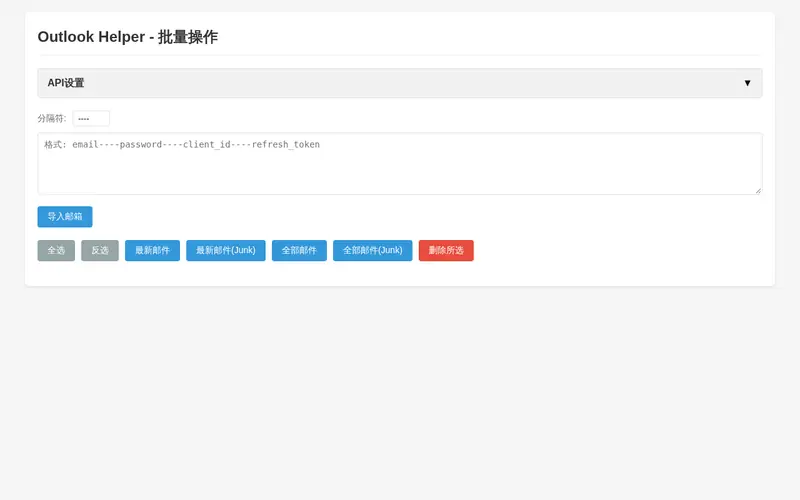 Outlook Helper - 批量操作
API设置 ▼
分隔符: ----
格式: email----password----client_id----refresh_token
导入邮箱
全选 反选 最新邮件 最新邮件(Junk) 全部邮件 全部邮件(Junk) 删除所选